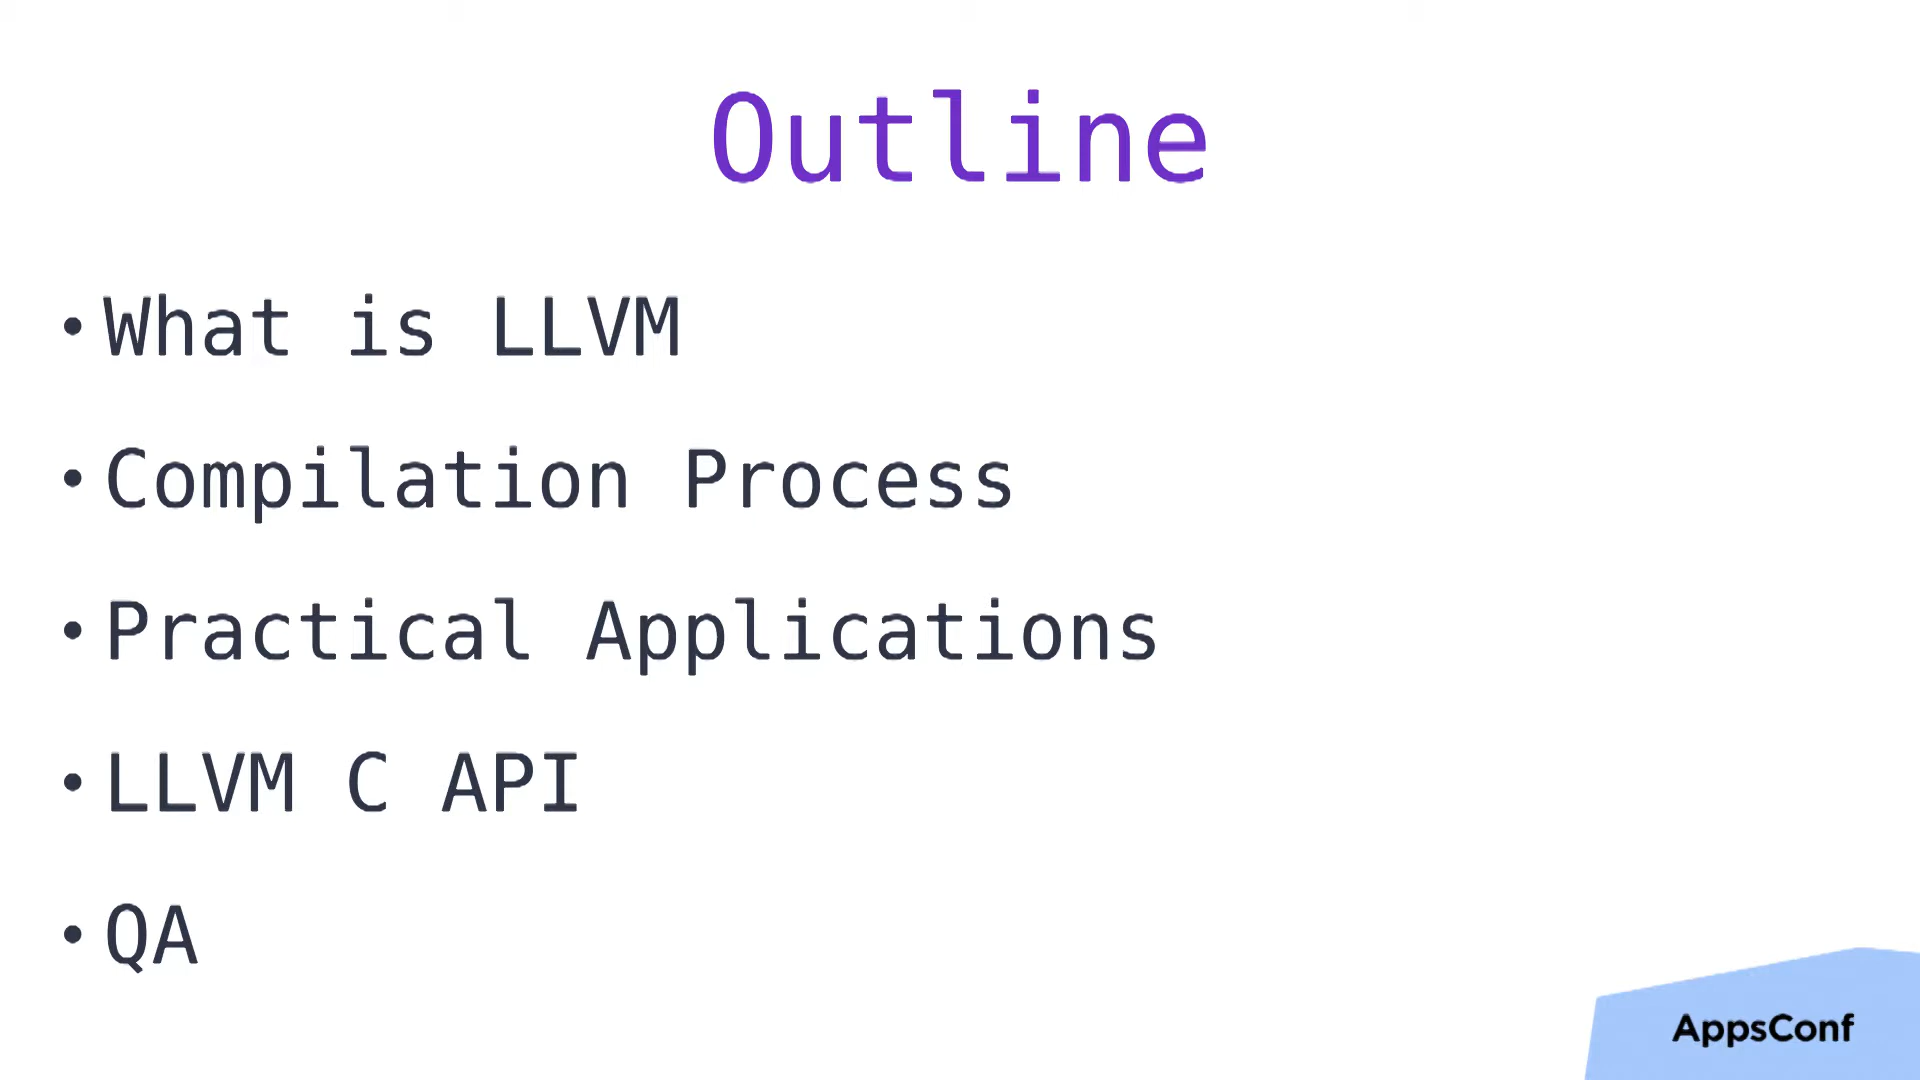 Outline
• What is LLVM
• Compilation Process
• Practical Applications
• LLVM C API
• QA
AppsConf